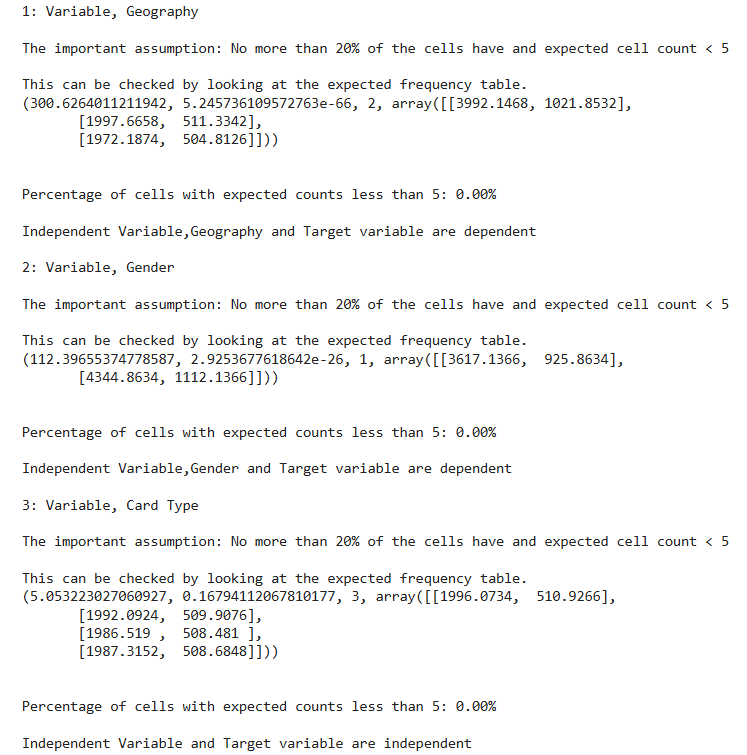 1: Variable, Geography
The important assumption: No more than 20% of the cells have and expected cell count < 5
This can be checked by looking at the expected frequency table.
(300.6264011211942, 5.245736109572763e-66, 2, array([[3992.1468, 1021.8532],
[1997.6658, 511.3342],
[1972.1874, 504.8126]]))
Percentage of cells with expected counts less than 5: 0.00%
Independent Variable,Geography and Target variable are dependent
2: Variable, Gender
The important assumption: No more than 20% of the cells have and expected cell count < 5
This can be checked by looking at the expected frequency table.
(112.39655374778587, 2.9253677618642e-26, 1, array([[3617.1366, 925.8634],
[4344.8634, 1112.1366]]))
Percentage of cells with expected counts less than 5: 0.00%
Independent Variable,Gender and Target variable are dependent
3: Variable, Card Type
The important assumption: No more than 20% of the cells have and expected cell count < 5
This can be checked by looking at the expected frequency table.
(5.053223027060927, 0.16794112067810177, 3, array([[1996.0734, 510.9266],
[1992.0924, 509.9076],
[1986.519 , 508.481 ],
[1987.3152, 508.6848]]))
Percentage of cells with expected counts less than 5: 0.00%
Independent Variable and Target variable are independent